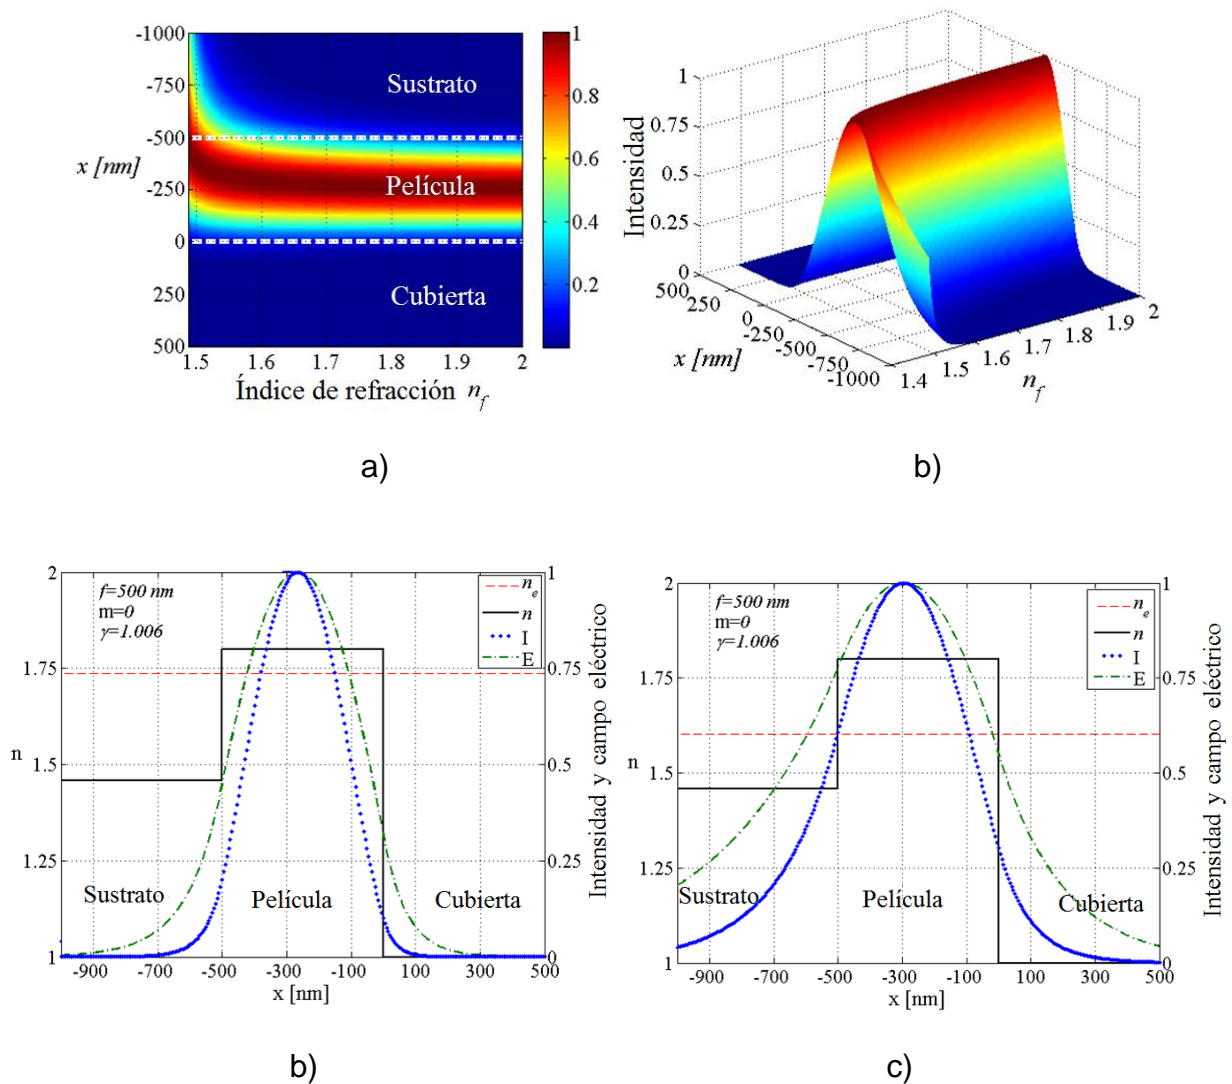 -1000
-750
-500
-250
0
250
500
x [nm]
Sustrato
Película
Cubierta
1.5 1.6 1.7 1.8 1.9 2
Índice de refracción n_f
1
0.8
0.6
0.4
0.2
a)
1
0.75
0.5
0.25
0
Intensidad
500
250
0
-250
-500
-750
-1000
x [nm]
1.4 1.5 1.6 1.7 1.8 1.9 2
n_f
b)
2
1.75
1.5
1.25
1
n
f=500 nm
m=0
γ=1.006
n_e
n
I
E
Sustrato Película Cubierta
1
0.75
0.5
0.25
0
Intensidad y campo eléctrico
-900 -700 -500 -300 -100 100 300 500
x [nm]
b)
2
1.75
n
1.5
1.25
1
f=500 nm
m=0
γ=1.006
n_e
n
I
E
Sustrato Película Cubierta
1
0.75
0.5
0.25
0
Intensidad y campo eléctrico
-900 -700 -500 -300 -100 100 300 500
x [nm]
c)